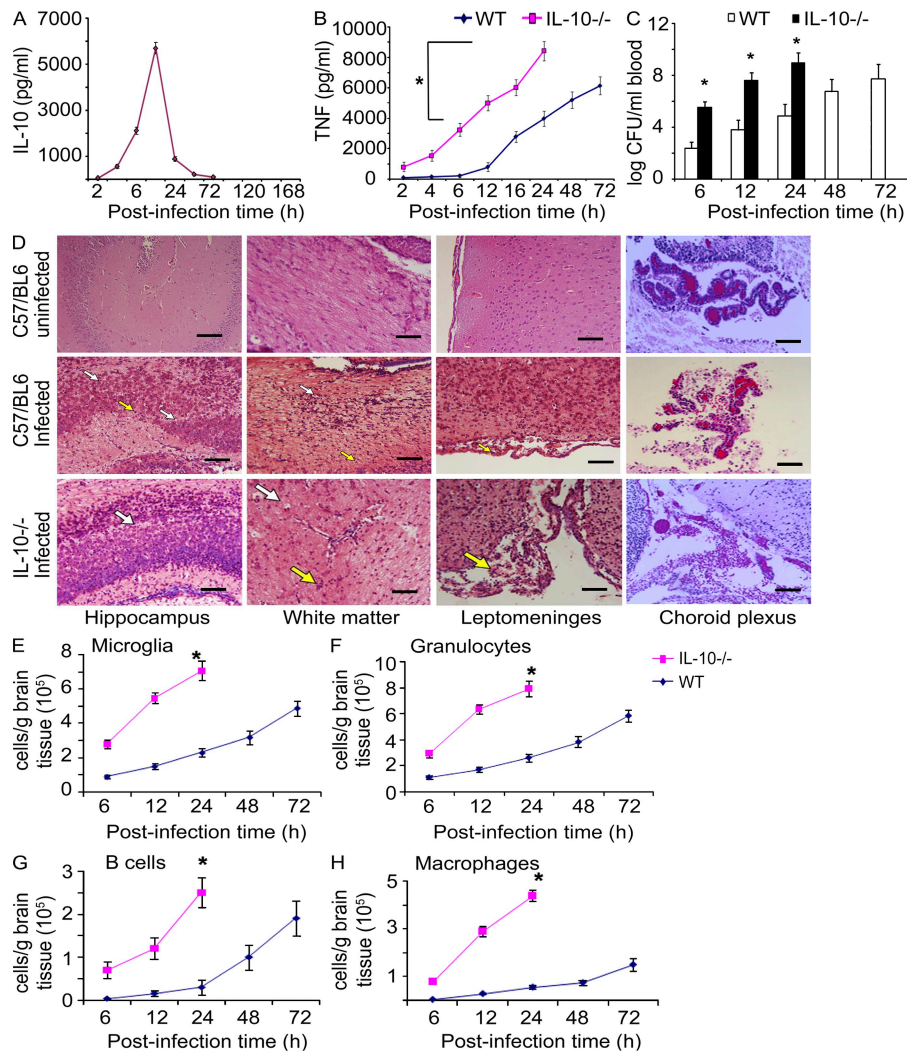 A
IL-10 (pg/ml)
7000
5000
3000
1000
2 6 24 72 120 168
Post-infection time (h)
B
WT IL-10-/-
TNF (pg/ml)
10000
8000
6000
4000
2000
0
*
2 4 6 12 16 24 48 72
Post-infection time (h)
C
WT IL-10-/-
log CFU/ml blood
12
8
4
0
* * *
6 12 24 48 72
Post-infection time (h)
D
C57/BL6
uninfected
C57/BL6
Infected
IL-10-/-
Infected
Hippocampus White matter Leptomeninges Choroid plexus
E Microglia
cells/g brain
tissue (10⁵)
8
6
4
2
0
*
6 12 24 48 72
Post-infection time (h)
F Granulocytes
cells/g brain
tissue (10⁵)
10
8
6
4
2
0
*
6 12 24 48 72
Post-infection time (h)
IL-10-/-
WT
G B cells
cells/g brain
tissue (10⁵)
3
2
1
0
*
6 12 24 48 72
Post-infection time (h)
H Macrophages
cells/g brain
tissue (10⁵)
5
3
1
*
6 12 24 48 72
Post-infection time (h)